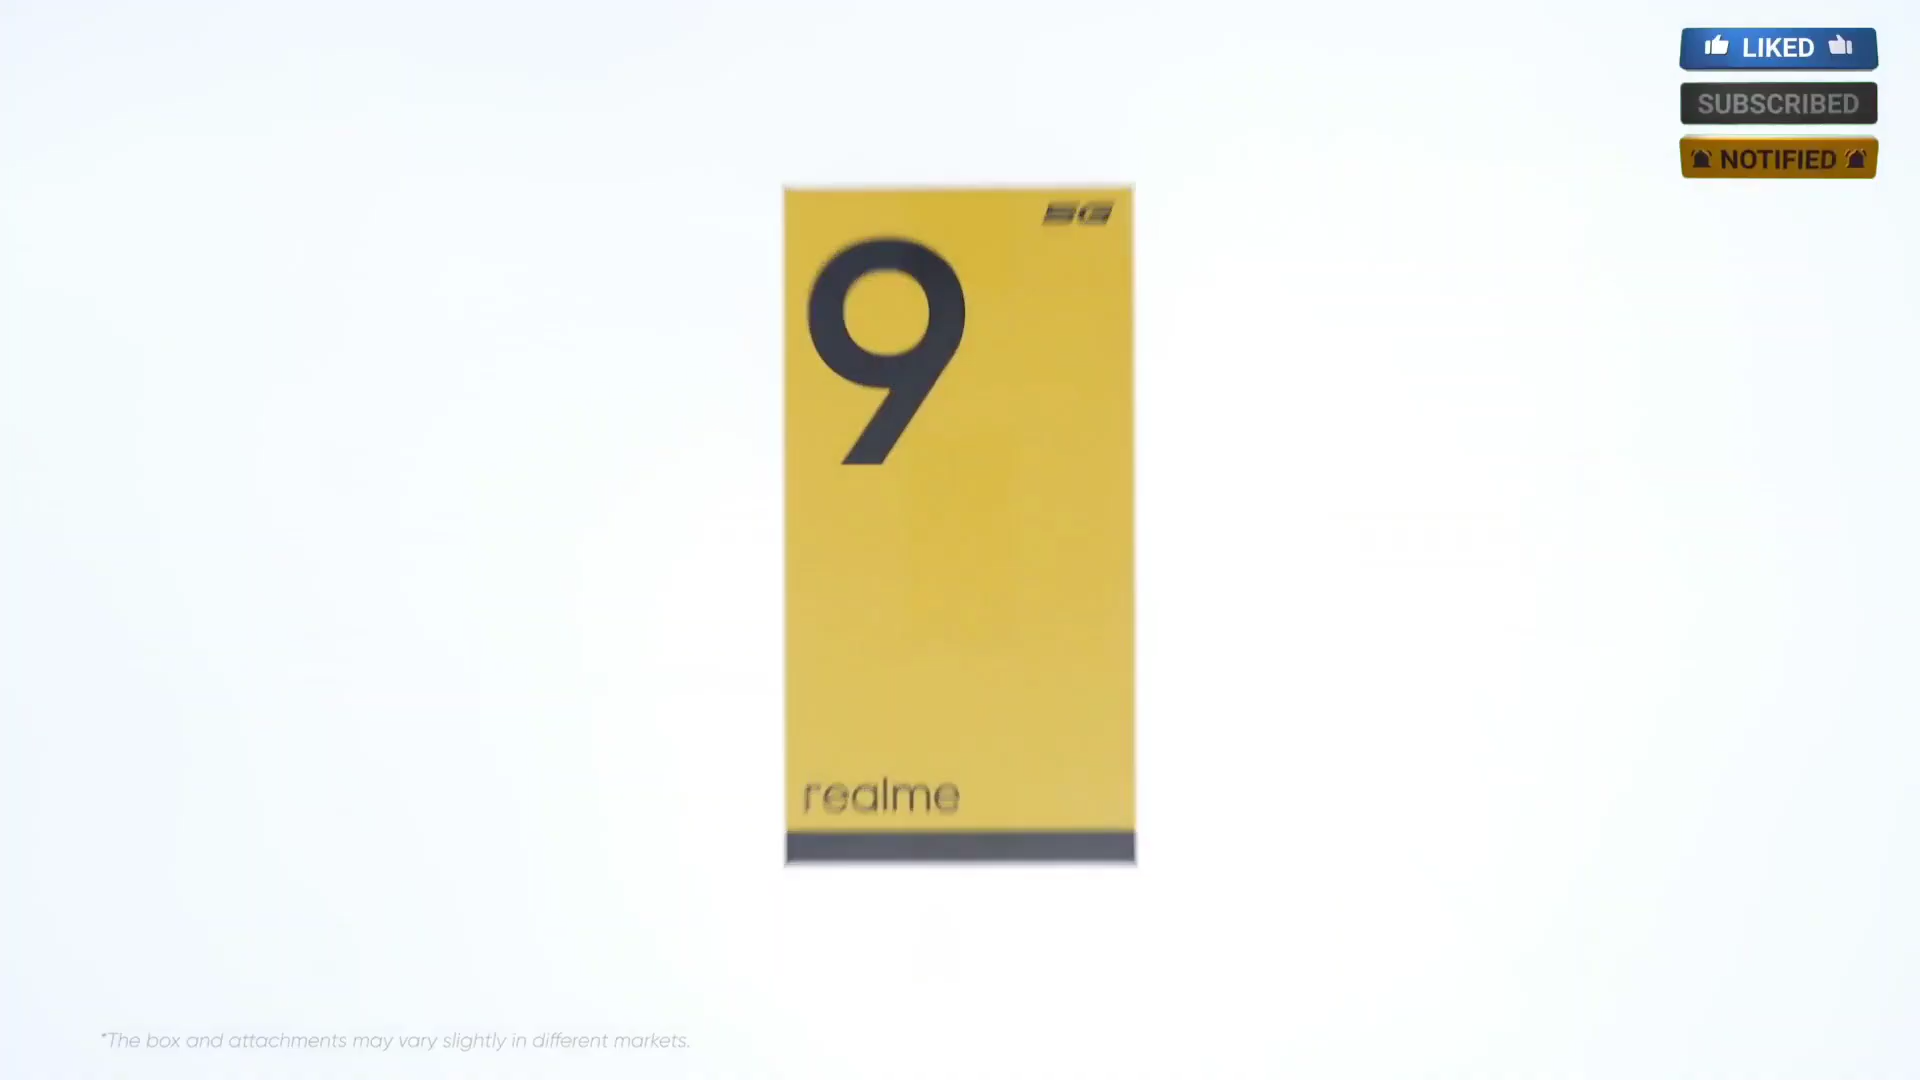 LIKED
SUBSCRIBED
NOTIFIED
5G
9
realme
*The box and attachments may vary slightly in different markets.